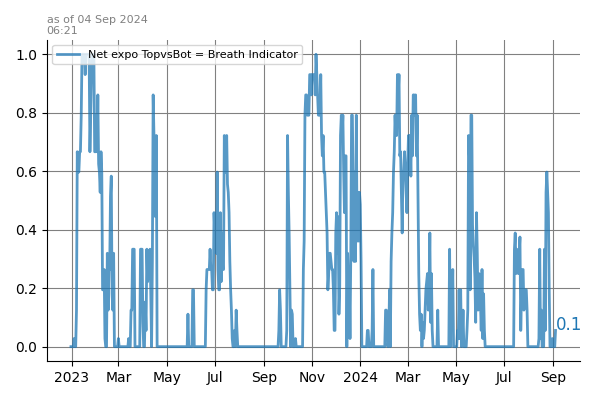 as of 04 Sep 2024
06:21
Net expo TopvsBot = Breath Indicator
1.0
0.8
0.6
0.4
0.2
0.0
0.1
2023 Mar May Jul Sep Nov 2024 Mar May Jul Sep